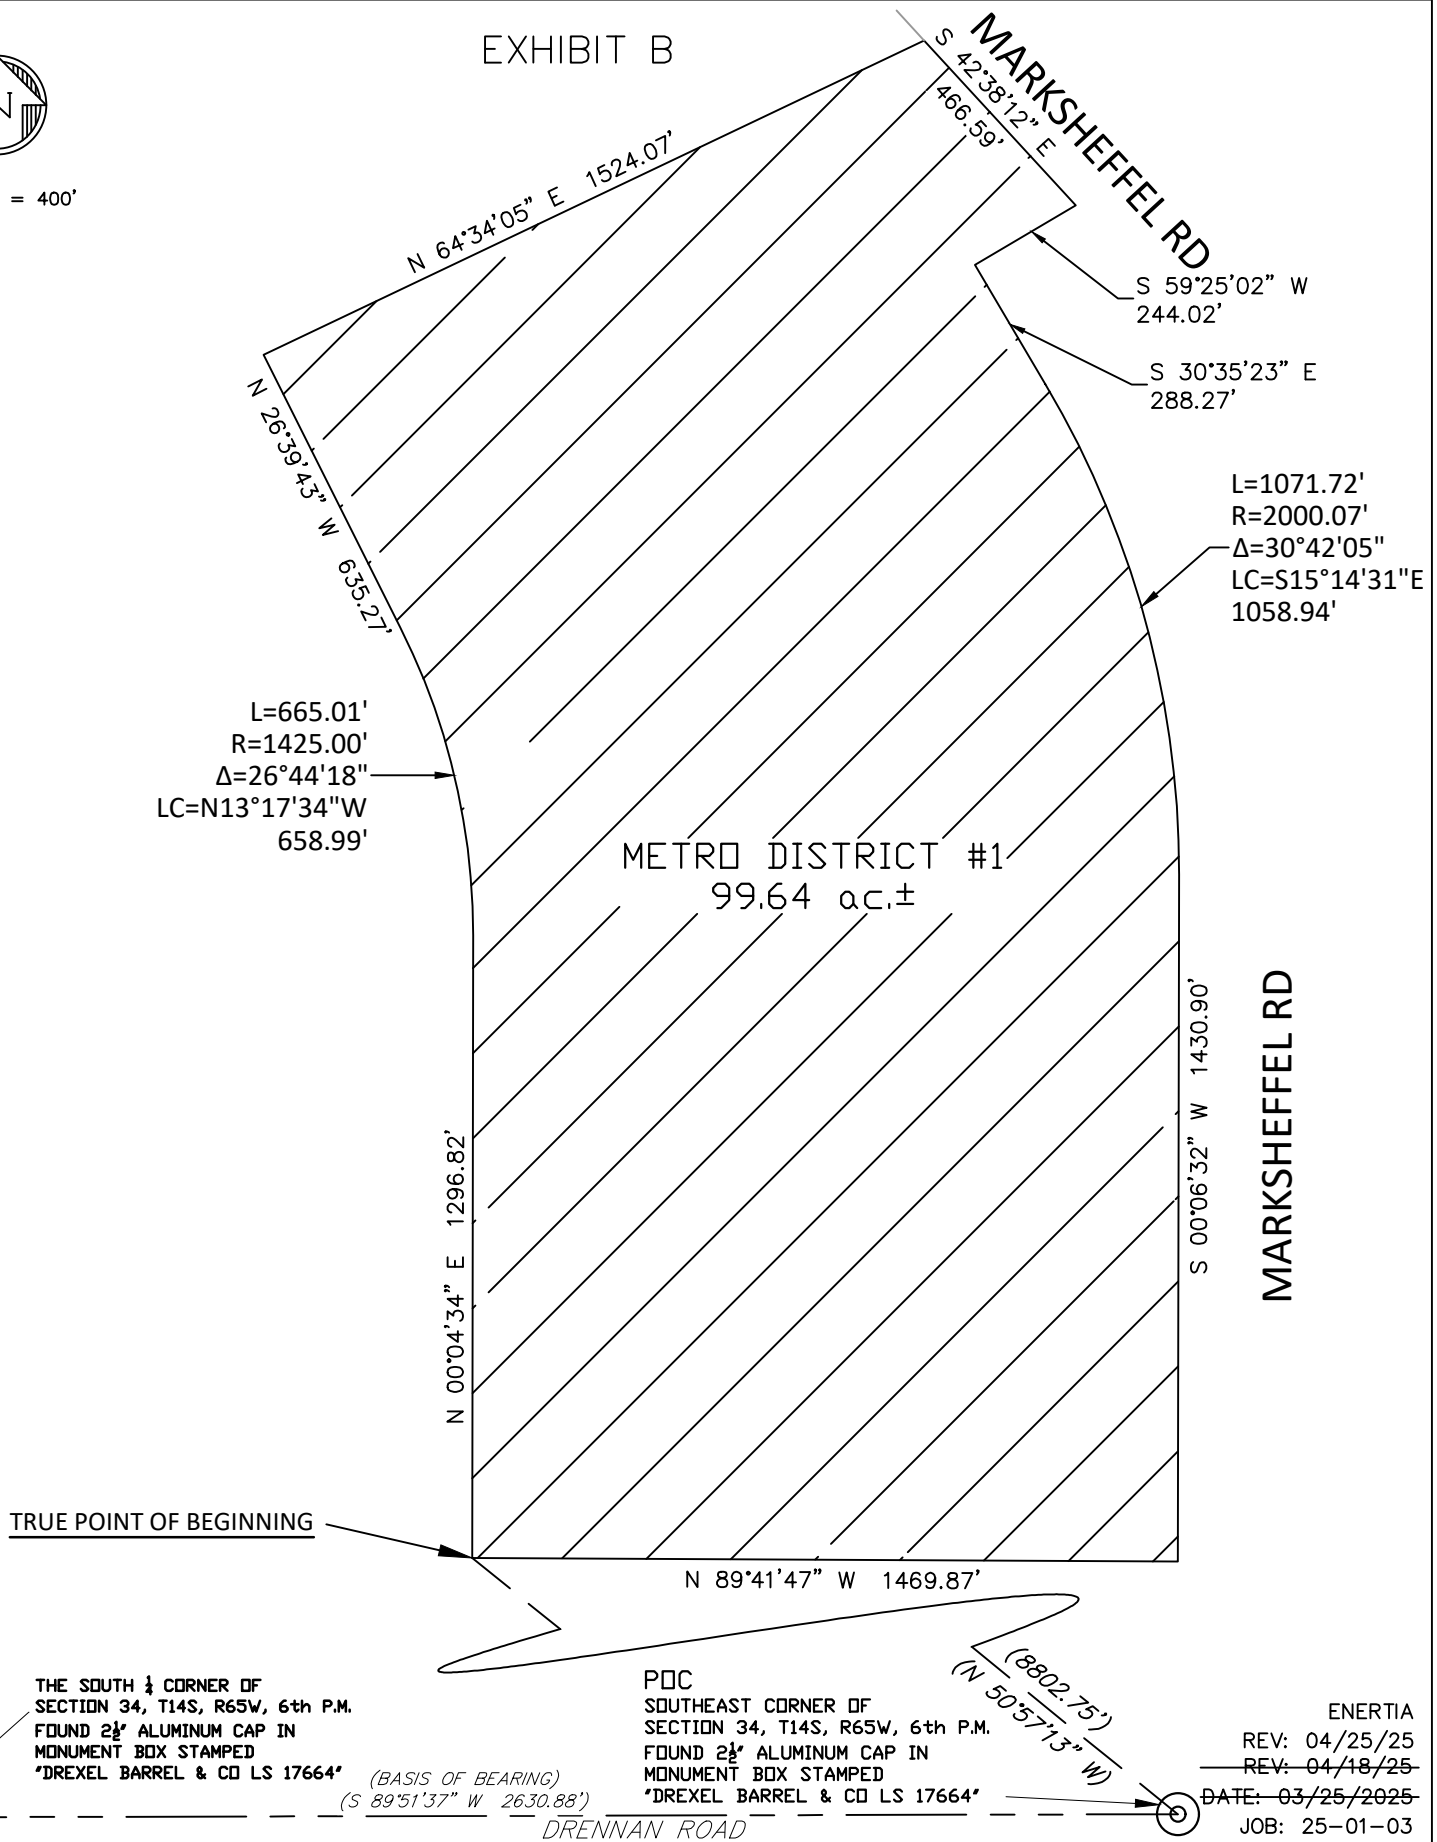 EXHIBIT B
N
= 400'
MARKSHEFFEL RD
S 42°38'12" E
466.59'
N 64°34'05" E 1524.07'
S 59°25'02" W
244.02'
S 30°35'23" E
288.27'
N 26°39'43" W 635.27'
L=1071.72'
R=2000.07'
Δ=30°42'05"
LC=S15°14'31"E
1058.94'
L=665.01'
R=1425.00'
Δ=26°44'18"
LC=N13°17'34"W
658.99'
METRO DISTRICT #1
99.64 ac.±
N 00°04'34" E 1296.82'
S 00°06'32" W 1430.90'
MARKSHEFFEL RD
TRUE POINT OF BEGINNING
N 89°41'47" W 1469.87'
THE SOUTH ¼ CORNER OF
SECTION 34, T14S, R65W, 6th P.M.
FOUND 2½" ALUMINUM CAP IN
MONUMENT BOX STAMPED
"DREXEL BARREL & CO LS 17664"
(BASIS OF BEARING)
(S 89°51'37" W 2630.88')
DRENNAN ROAD
POC
SOUTHEAST CORNER OF
SECTION 34, T14S, R65W, 6th P.M.
FOUND 2½" ALUMINUM CAP IN
MONUMENT BOX STAMPED
"DREXEL BARREL & CO LS 17664"
(8802.75')
(N 50°57'13" W)
ENERTIA
REV: 04/25/25
REV: 04/18/25
DATE: 03/25/2025
JOB: 25-01-03